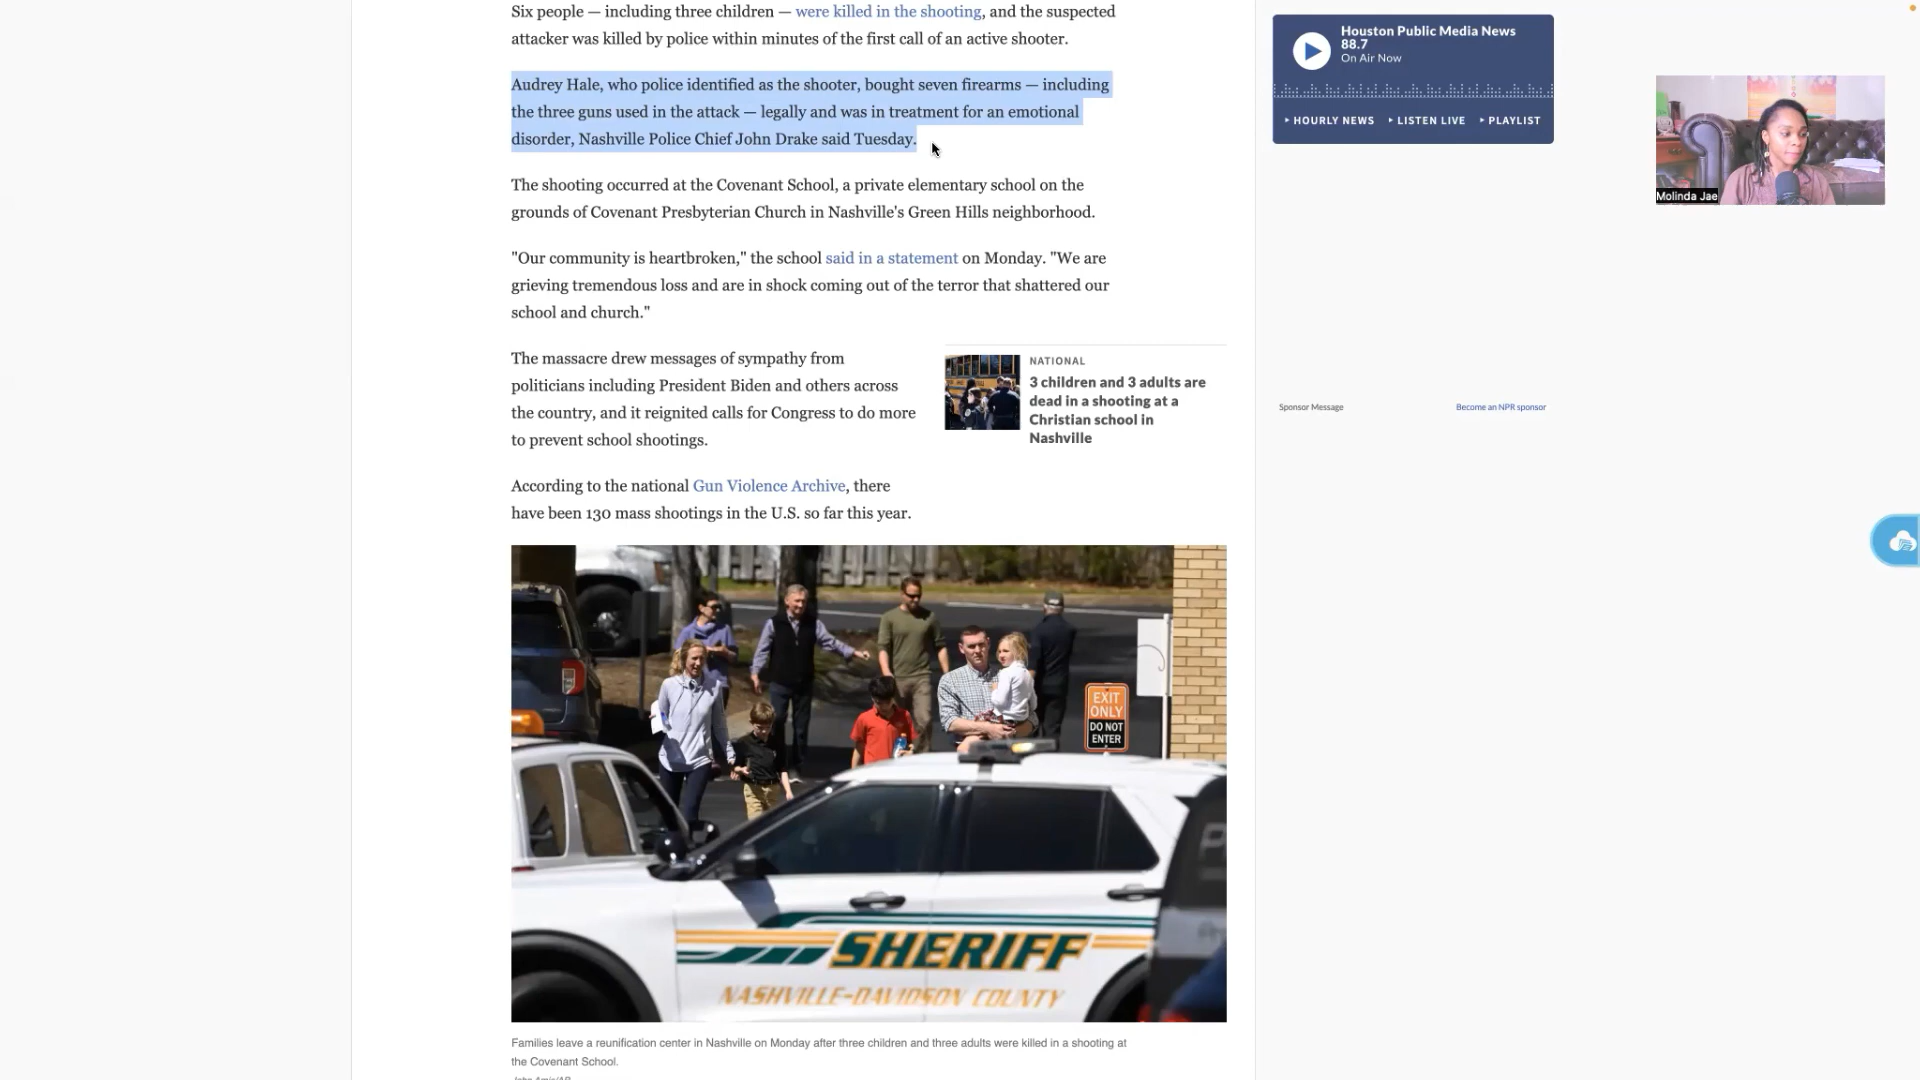 Six people — including three children — were killed in the shooting, and the suspected
attacker was killed by police within minutes of the first call of an active shooter.
Audrey Hale, who police identified as the shooter, bought seven firearms — including
the three guns used in the attack — legally and was in treatment for an emotional
disorder, Nashville Police Chief John Drake said Tuesday.
The shooting occurred at the Covenant School, a private elementary school on the
grounds of Covenant Presbyterian Church in Nashville's Green Hills neighborhood.
"Our community is heartbroken," the school said in a statement on Monday. "We are
grieving tremendous loss and are in shock coming out of the terror that shattered our
school and church."
The massacre drew messages of sympathy from
politicians including President Biden and others across
the country, and it reignited calls for Congress to do more
to prevent school shootings.
NATIONAL
3 children and 3 adults are
dead in a shooting at a
Christian school in
Nashville
According to the national Gun Violence Archive, there
have been 130 mass shootings in the U.S. so far this year.
EXIT
ONLY
DO NOT
ENTER
SHERIFF
NASHVILLE-DAVIDSON COUNTY
Families leave a reunification center in Nashville on Monday after three children and three adults were killed in a shooting at
the Covenant School.
Houston Public Media News
88.7
On Air Now
HOURLY NEWS LISTEN LIVE PLAYLIST
Sponsor Message Become an NPR sponsor
Molinda Jae